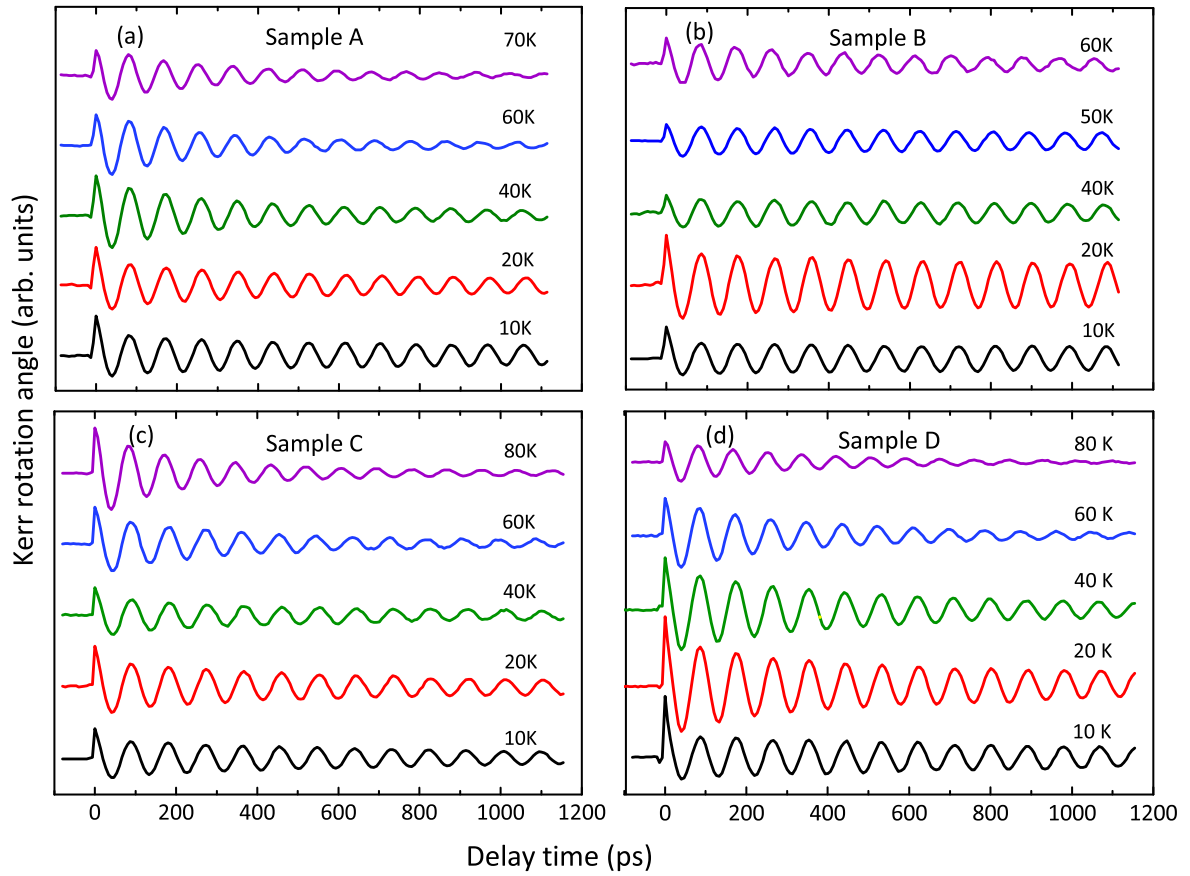 Kerr rotation angle (arb. units)
(a)
Sample A
70K
60K
40K
20K
10K
(b)
Sample B
60K
50K
40K
20K
10K
(c)
Sample C
80K
60K
40K
20K
10K
0 200 400 600 800 1000
(d)
Sample D
80 K
60 K
40 K
20 K
10 K
0 200 400 600 800 1000 1200
Delay time (ps)